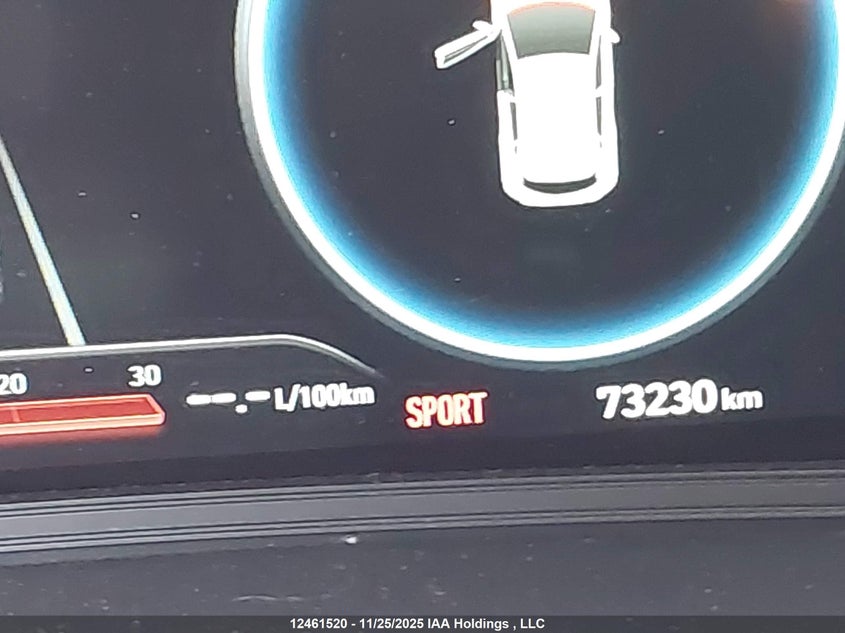 20 30
--.- L/100km
SPORT
73230 km
12461520 - 11/25/2025 IAA Holdings , LLC